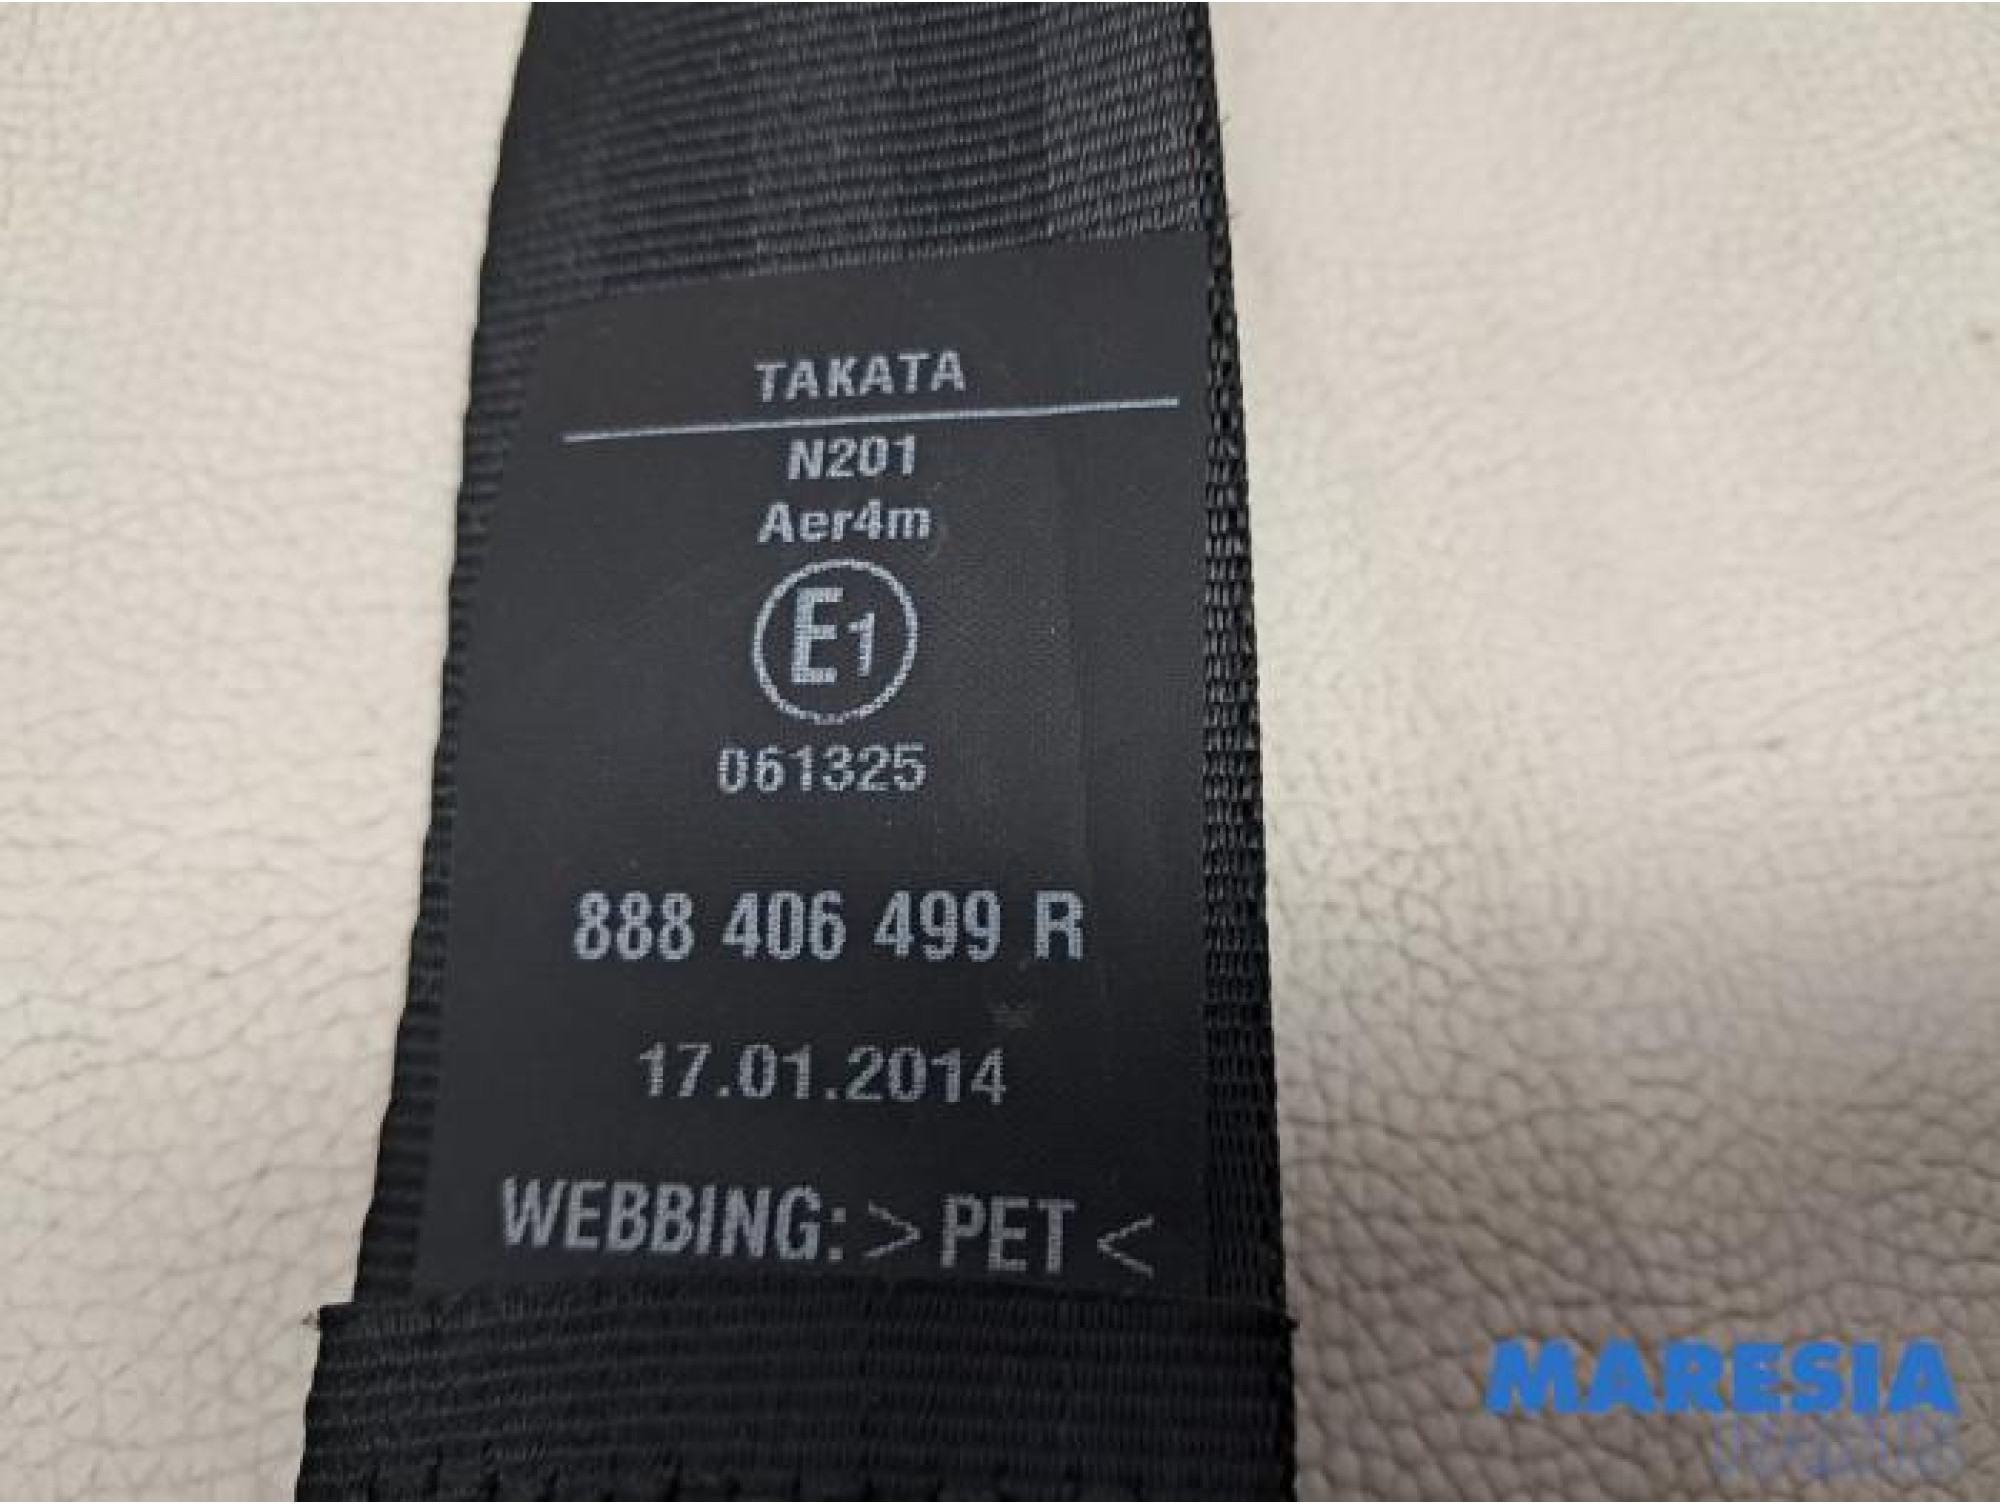 TAKATA
N201
Aer4m
E1
061325
888 406 499 R
17.01.2014
WEBBING: >PET<
MARESIA